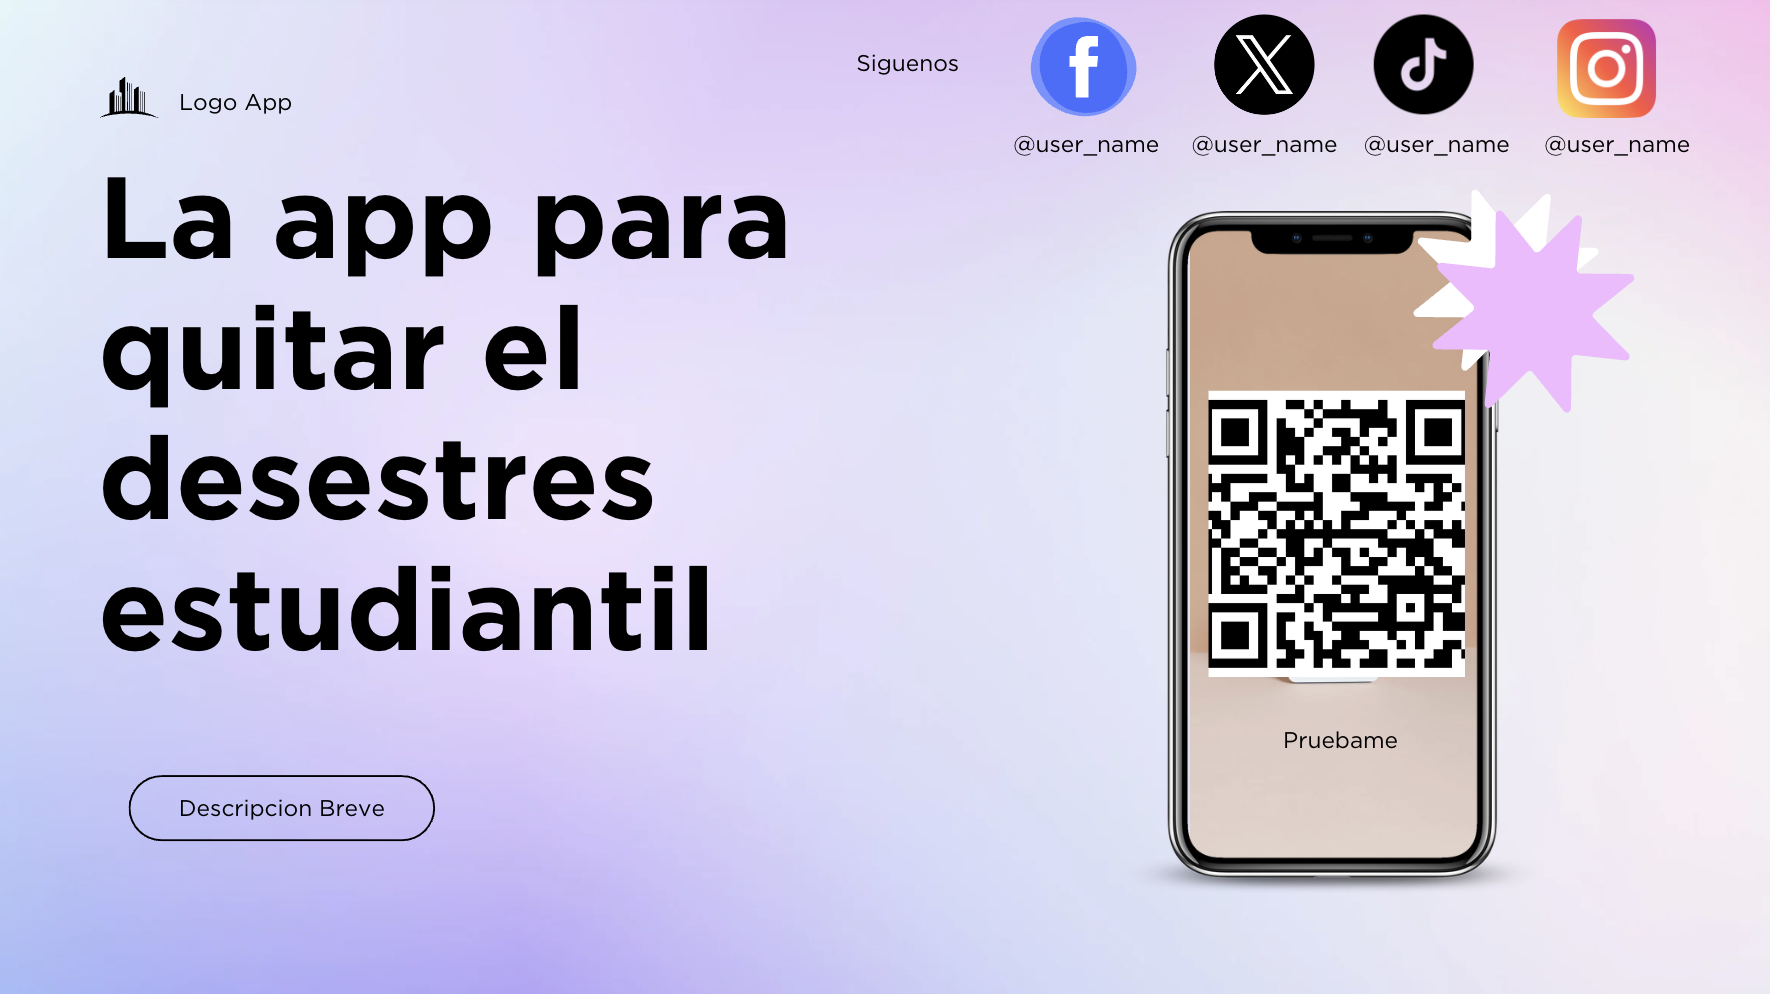 Siguenos
@user_name
@user_name
@user_name
@user_name
Logo App
La app para
quitar el
desestres
estudiantil
Descripcion Breve
Pruebame